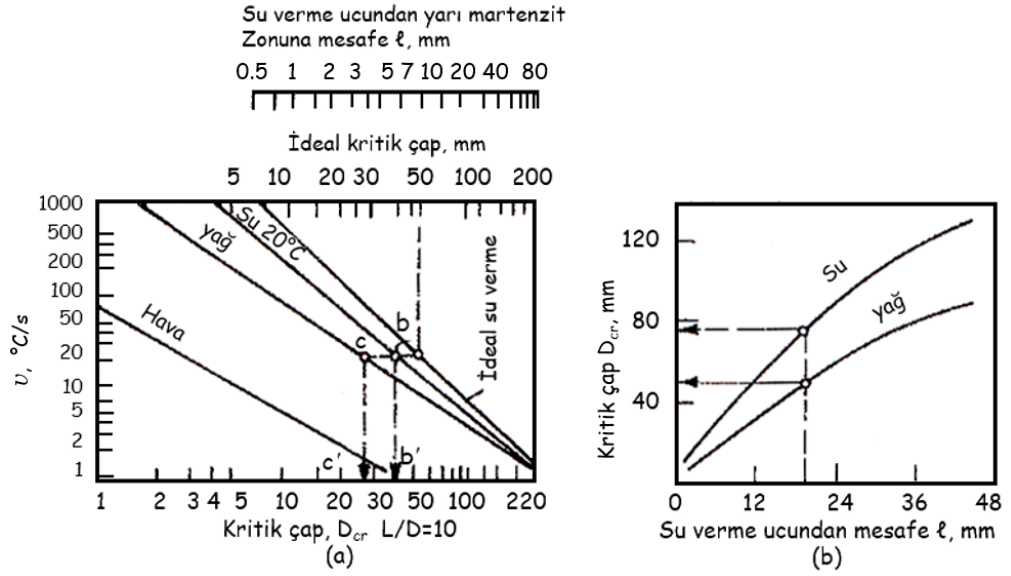 Su verme ucundan yarı martenzit
Zonuna mesafe ℓ, mm
0.5 1 2 3 5 7 10 20 40 80
İdeal kritik çap, mm
5 10 20 30 50 100 200
1000
500
200
100
50
20
10
5
2
1
υ, °C/s
yağ
Su 20°C
Hava
İdeal su verme
b
c
c'
b'
1 2 3 4 5 10 20 30 50 100 220
Kritik çap, Dcr L/D=10
(a)
120
80
40
Kritik çap Dcr, mm
Su
yağ
0 12 24 36 48
Su verme ucundan mesafe ℓ, mm
(b)